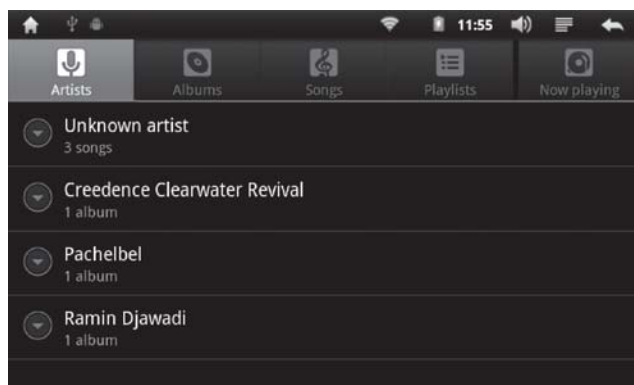 11:55
Artists
Albums
Songs
Playlists
Now playing
Unknown artist
3 songs
Creedence Clearwater Revival
1 album
Pachelbel
1 album
Ramin Djawadi
1 album